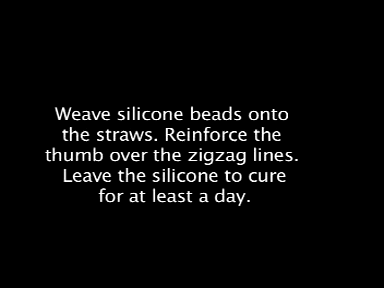 Weave silicone beads onto
the straws. Reinforce the
thumb over the zigzag lines.
Leave the silicone to cure
for at least a day.